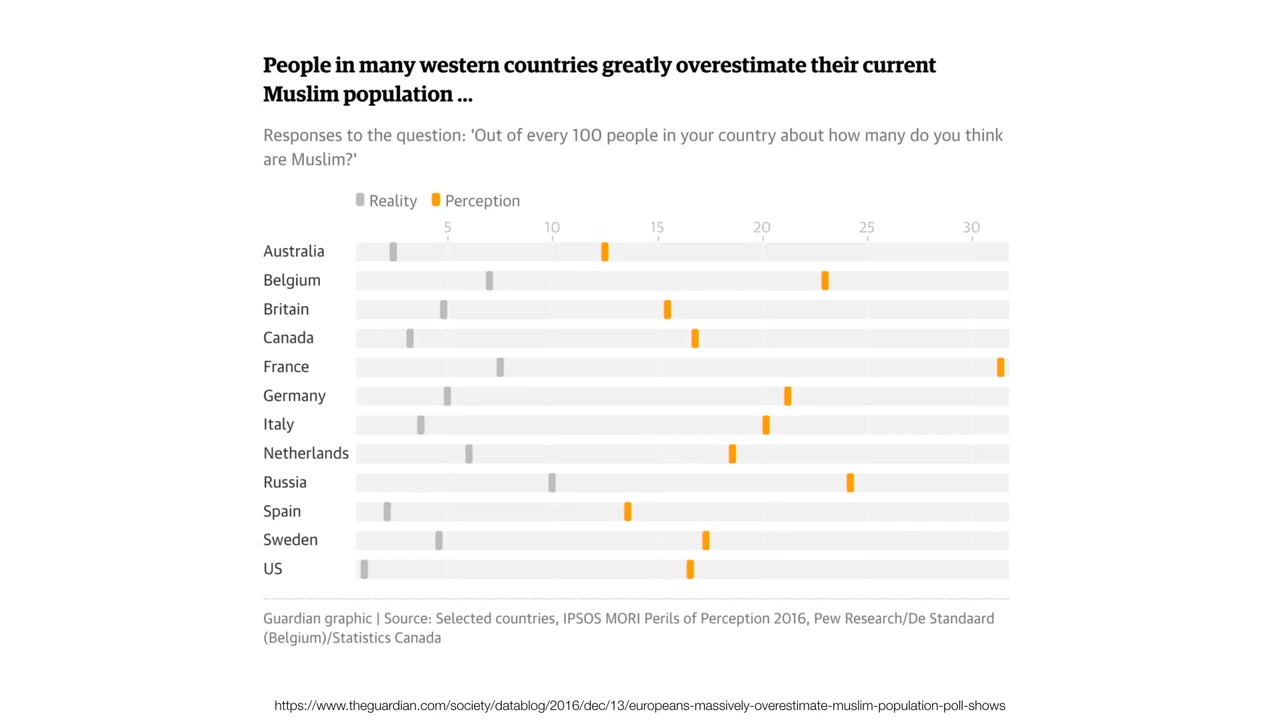 People in many western countries greatly overestimate their current
Muslim population ...
Responses to the question: 'Out of every 100 people in your country about how many do you think
are Muslim?'
Reality Perception
5 10 15 20 25 30
Australia
Belgium
Britain
Canada
France
Germany
Italy
Netherlands
Russia
Spain
Sweden
US
Guardian graphic | Source: Selected countries, IPSOS MORI Perils of Perception 2016, Pew Research/De Standaard
(Belgium)/Statistics Canada
https://www.theguardian.com/society/datablog/2016/dec/13/europeans-massively-overestimate-muslim-population-poll-shows